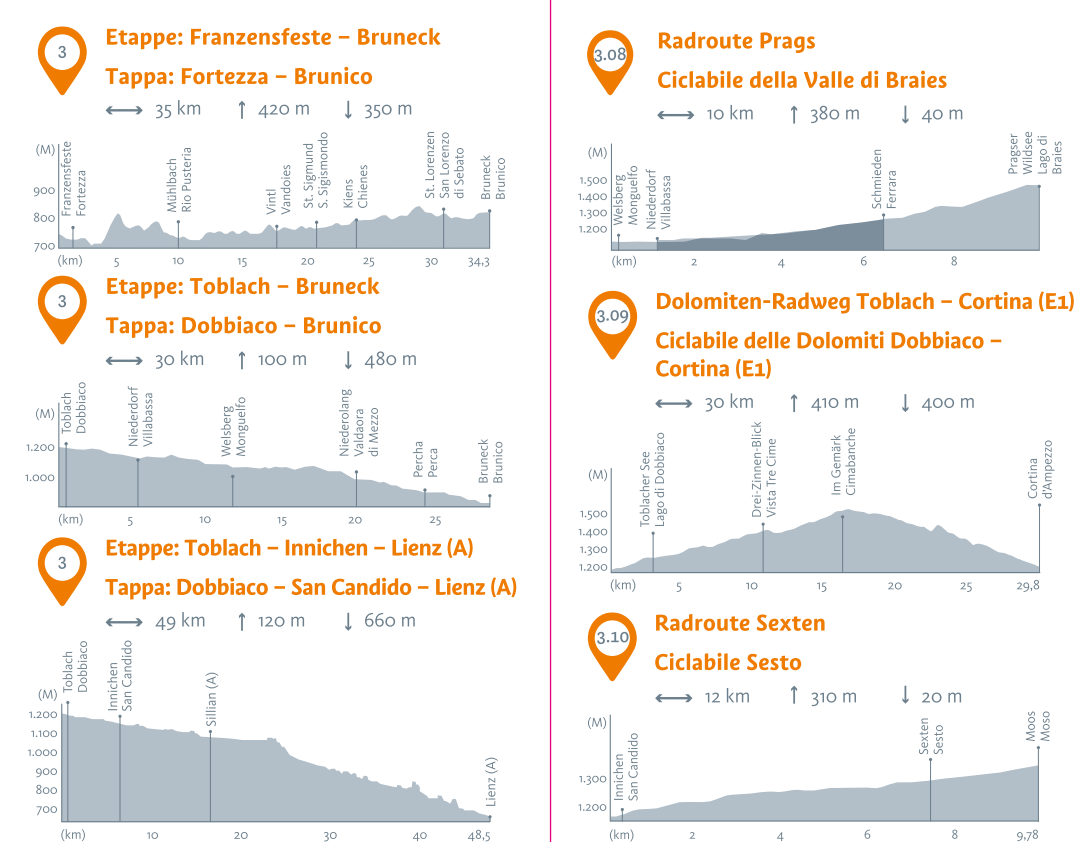 3
Etappe: Franzensfeste – Bruneck
Tappa: Fortezza – Brunico
35 km 420 m 350 m
(M)
900
800
700
Franzensfeste
Fortezza
Mühlbach
Rio Pusteria
Vintl
Vandoies
St. Sigmund
S. Sigismondo
Kiens
Chienes
St. Lorenzen
San Lorenzo
di Sebato
Bruneck
Brunico
(km) 5 10 15 20 25 30 34,3
3
Etappe: Toblach – Bruneck
Tappa: Dobbiaco – Brunico
30 km 100 m 480 m
(M)
1.200
1.000
Toblach
Dobbiaco
Niederdorf
Villabassa
Welsberg
Monguelfo
Niederolang
Valdaora
di Mezzo
Percha
Perca
Bruneck
Brunico
(km) 5 10 15 20 25
3
Etappe: Toblach – Innichen – Lienz (A)
Tappa: Dobbiaco – San Candido – Lienz (A)
49 km 120 m 660 m
(M)
1.200
1.100
1.000
900
800
700
Toblach
Dobbiaco
Innichen
San Candido
Sillian (A)
Lienz (A)
(km) 10 20 30 40 48,5
3.08
Radroute Prags
Ciclabile della Valle di Braies
10 km 380 m 40 m
(M)
1.500
1.400
1.300
1.200
Welsberg
Monguelfo
Niederdorf
Villabassa
Schmieden
Ferrara
Pragser
Wildsee
Lago di
Braies
(km) 2 4 6 8
3.09
Dolomiten-Radweg Toblach – Cortina (E1)
Ciclabile delle Dolomiti Dobbiaco –
Cortina (E1)
30 km 410 m 400 m
(M)
1.500
1.400
1.300
1.200
Toblacher See
Lago di Dobbiaco
Drei-Zinnen-Blick
Vista Tre Cime
Im Gemärk
Cimabanche
Cortina
d'Ampezzo
(km) 5 10 15 20 25 29,8
3.10
Radroute Sexten
Ciclabile Sesto
12 km 310 m 20 m
(M)
1.300
1.200
Innichen
San Candido
Sexten
Sesto
Moos
Moso
(km) 2 4 6 8 9,78